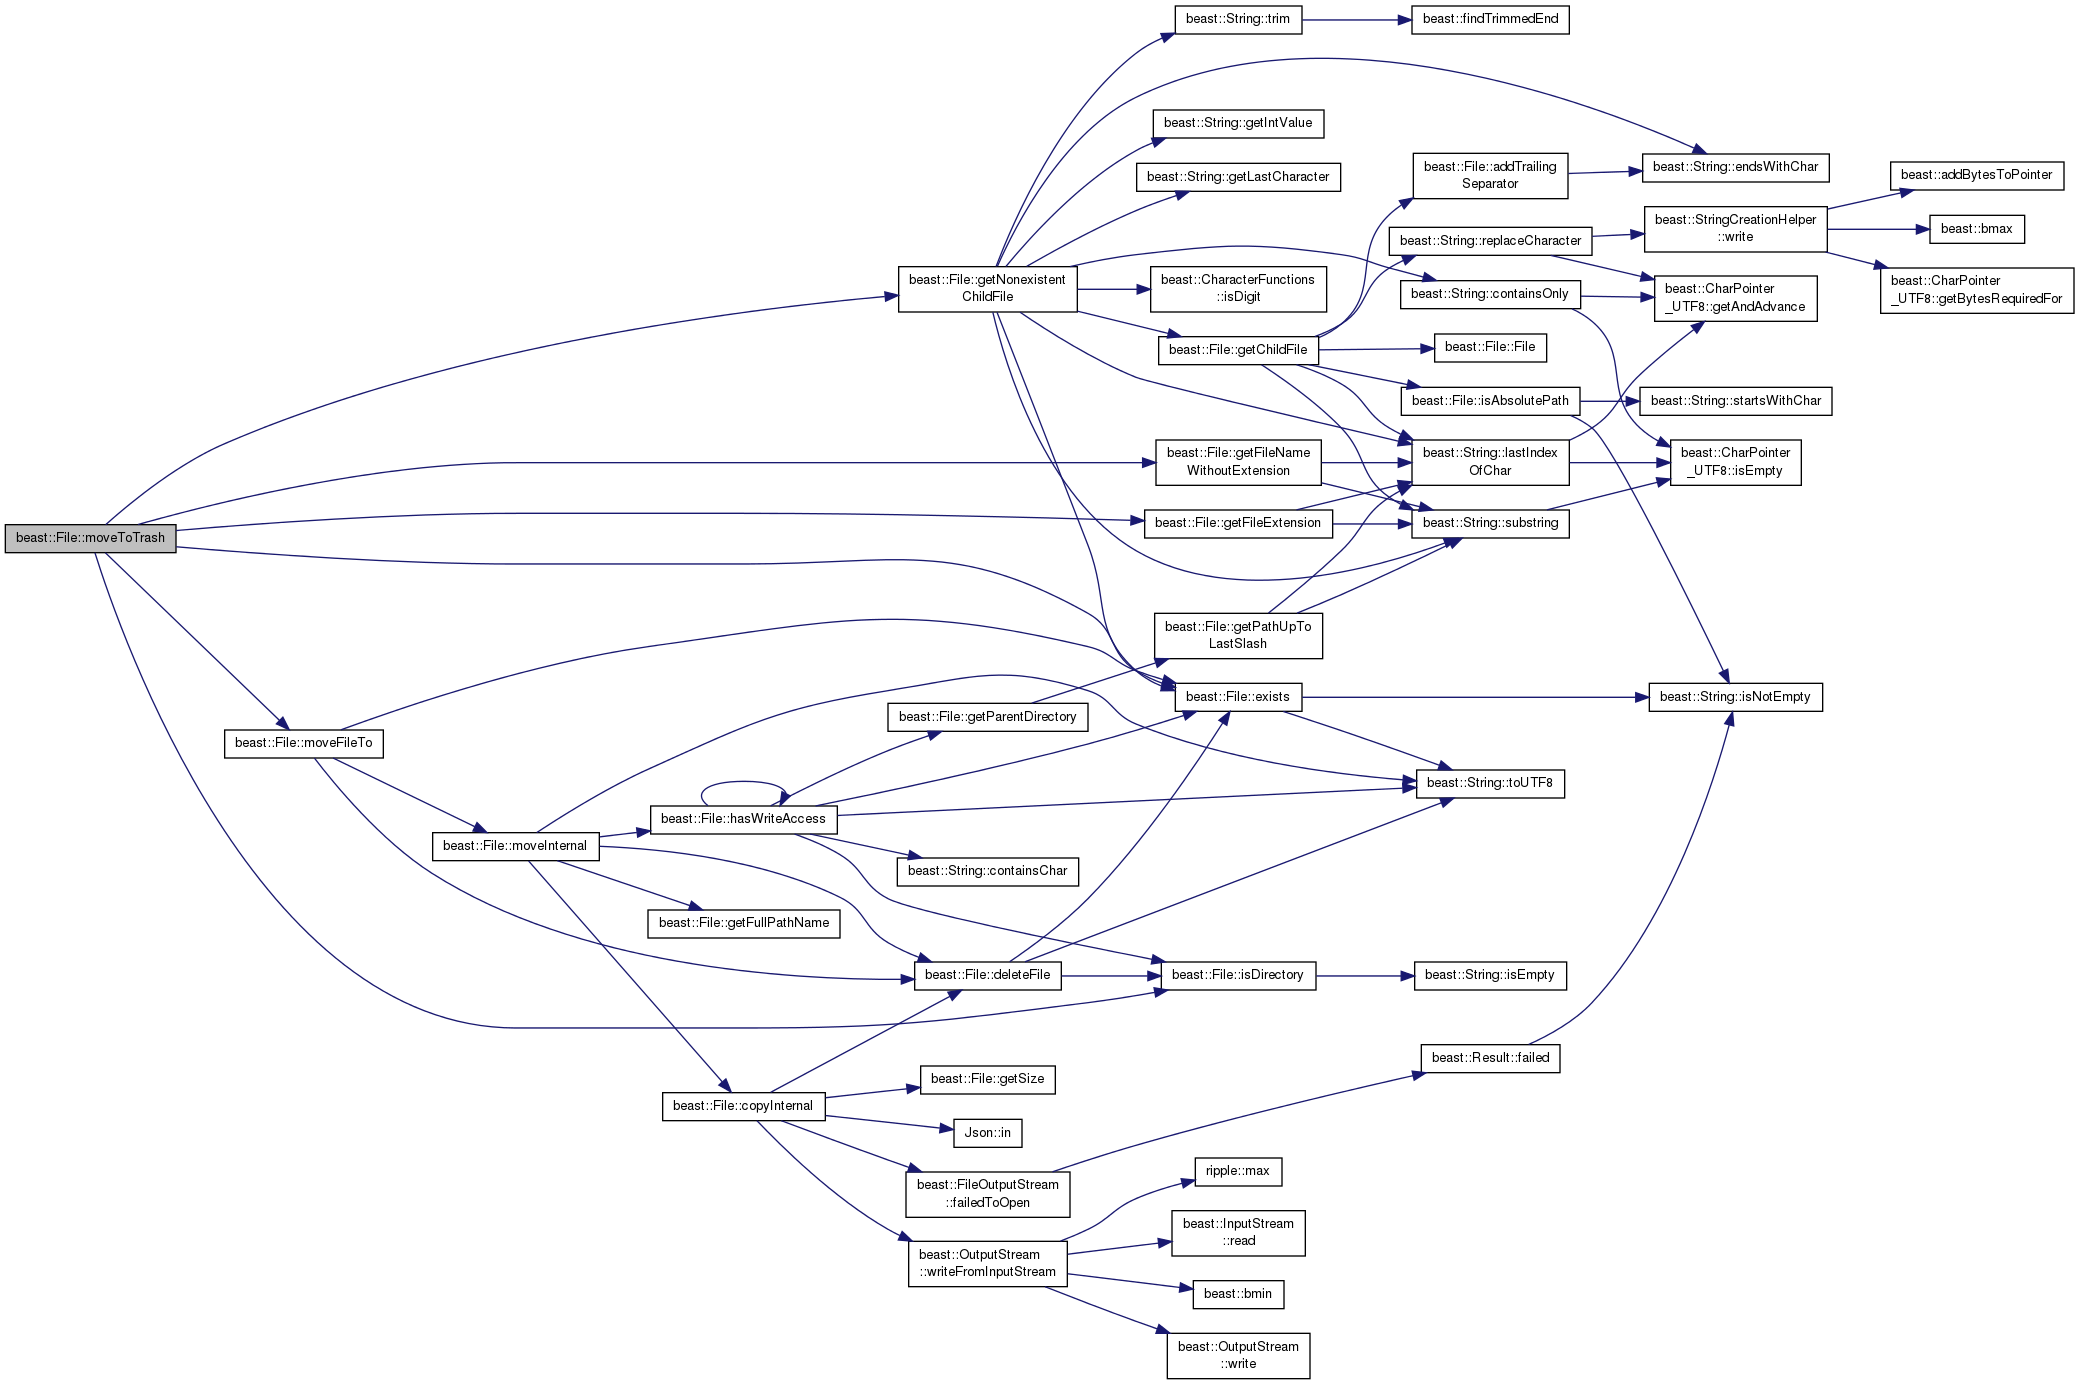 beast::String::trim
beast::findTrimmedEnd
beast::String::getIntValue
beast::String::endsWithChar
beast::File::addTrailing
Separator
beast::String::getLastCharacter
beast::addBytesToPointer
beast::StringCreationHelper
::write
beast::bmax
beast::String::replaceCharacter
beast::File::getNonexistent
ChildFile
beast::CharacterFunctions
::isDigit
beast::String::containsOnly
beast::CharPointer
_UTF8::getAndAdvance
beast::CharPointer
_UTF8::getBytesRequiredFor
beast::File::getChildFile
beast::File::File
beast::File::isAbsolutePath
beast::String::startsWithChar
beast::File::getFileName
WithoutExtension
beast::String::lastIndex
OfChar
beast::CharPointer
_UTF8::isEmpty
beast::File::getFileExtension
beast::String::substring
beast::File::moveToTrash
beast::File::getPathUpTo
LastSlash
beast::File::exists
beast::String::isNotEmpty
beast::File::getParentDirectory
beast::File::moveFileTo
beast::String::toUTF8
beast::File::hasWriteAccess
beast::File::moveInternal
beast::String::containsChar
beast::File::getFullPathName
beast::File::deleteFile
beast::File::isDirectory
beast::String::isEmpty
beast::Result::failed
beast::File::getSize
beast::File::copyInternal
Json::in
ripple::max
beast::FileOutputStream
::failedToOpen
beast::InputStream
::read
beast::OutputStream
::writeFromInputStream
beast::bmin
beast::OutputStream
::write